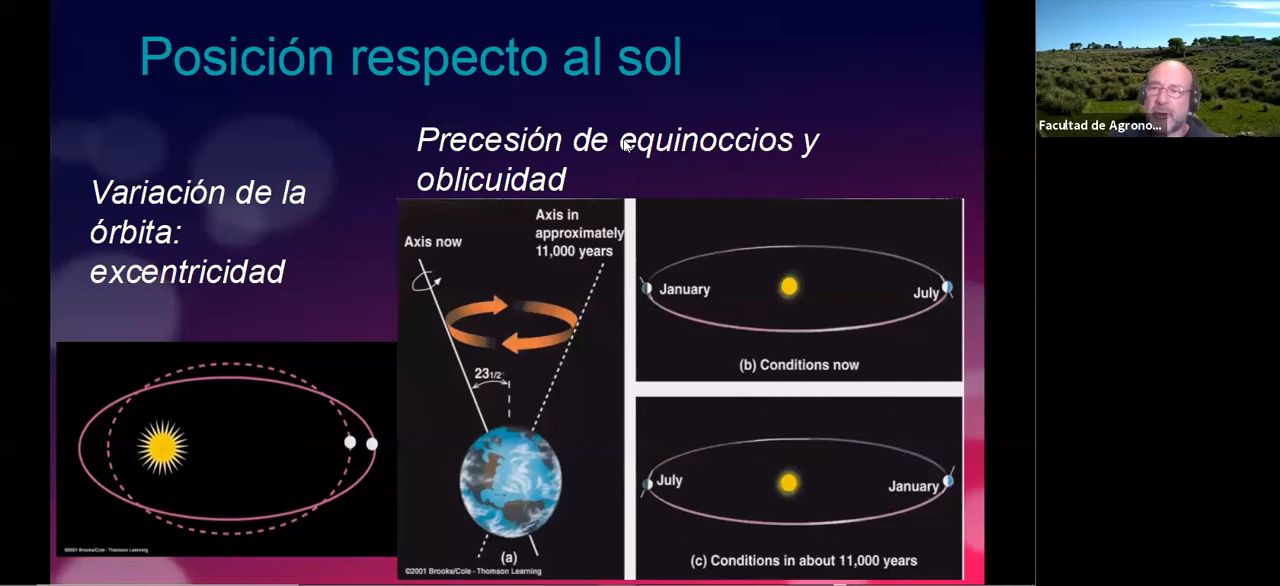 Posición respecto al sol
Facultad de Agrono...
Precesión de equinoccios y
oblicuidad
Variación de la
órbita:
excentricidad
Axis now
Axis in
approximately
11,000 years
23 1/2°
(a)
©2001 Brooks/Cole - Thomson Learning
January
July
(b) Conditions now
July
January
(c) Conditions in about 11,000 years
©2001 Brooks/Cole - Thomson Learning